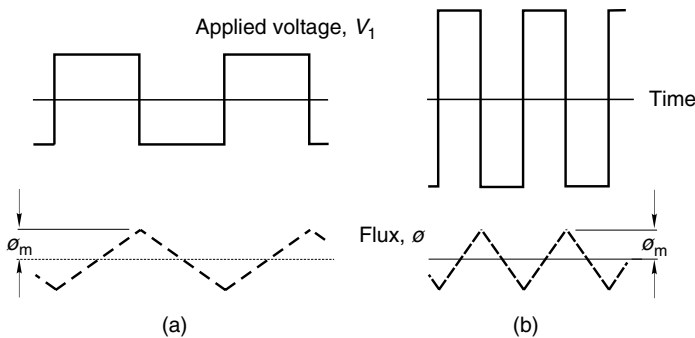 Applied voltage, V₁
Time
øₘ
Flux, ø
øₘ
(a)
(b)